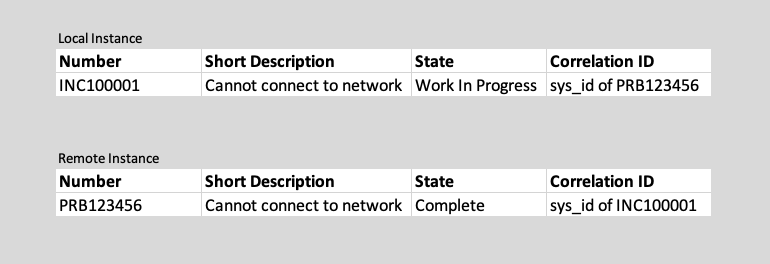 Local Instance
Number Short Description State Correlation ID
INC100001 Cannot connect to network Work In Progress sys_id of PRB123456
Remote Instance
Number Short Description State Correlation ID
PRB123456 Cannot connect to network Complete sys_id of INC100001